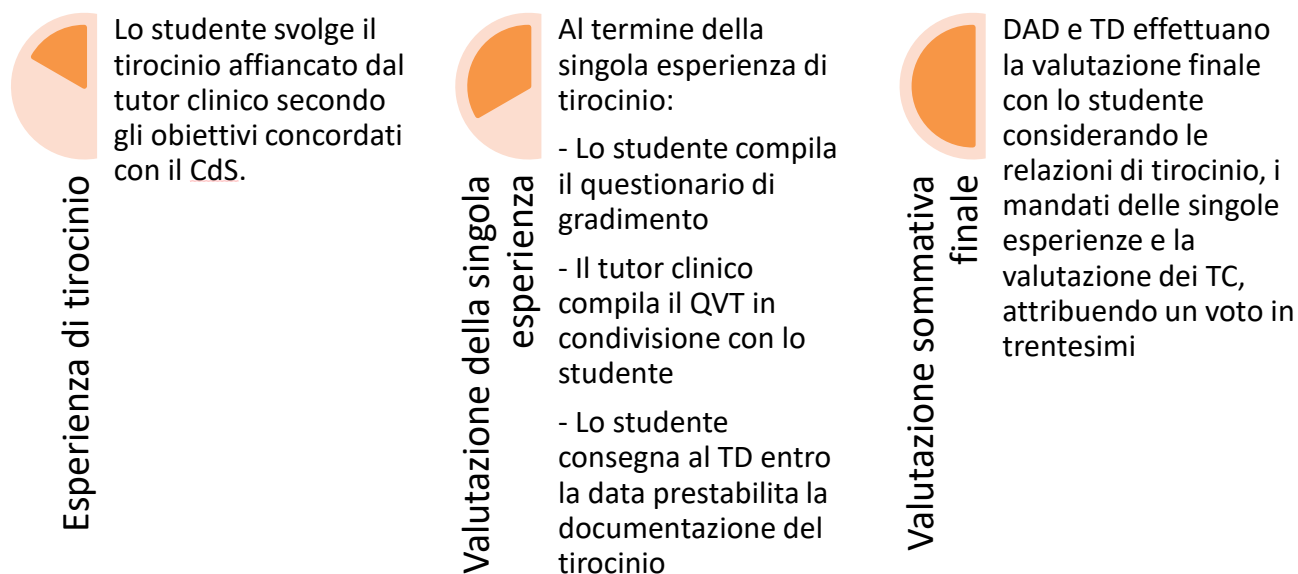 Esperienza di tirocinio
Lo studente svolge il
tirocinio affiancato dal
tutor clinico secondo
gli obiettivi concordati
con il CdS.
Valutazione della singola
esperienza
Al termine della
singola esperienza di
tirocinio:
- Lo studente compila
il questionario di
gradimento
- Il tutor clinico
compila il QVT in
condivisione con lo
studente
- Lo studente
consegna al TD entro
la data prestabilita la
documentazione del
tirocinio
Valutazione sommativa
finale
DAD e TD effettuano
la valutazione finale
con lo studente
considerando le
relazioni di tirocinio, i
mandati delle singole
esperienze e la
valutazione dei TC,
attribuendo un voto in
trentesimi